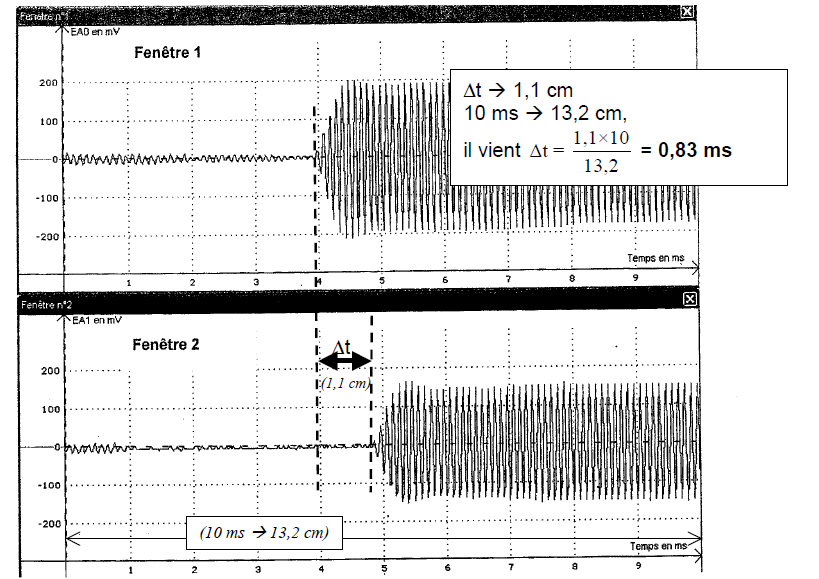 Fenêtre n°1
EA0 en mV
Fenêtre 1
200
100
0
-100
-200
Δt → 1,1 cm
10 ms → 13,2 cm,
il vient Δt = 1,1×10 / 13,2 = 0,83 ms
Temps en ms
1 2 3 4 5 6 7 8 9
Fenêtre n°2
EA1 en mV
Fenêtre 2
Δt
(1,1 cm)
200
100
0
-100
-200
(10 ms → 13,2 cm)
Temps en ms
1 2 3 4 5 6 7 8 9